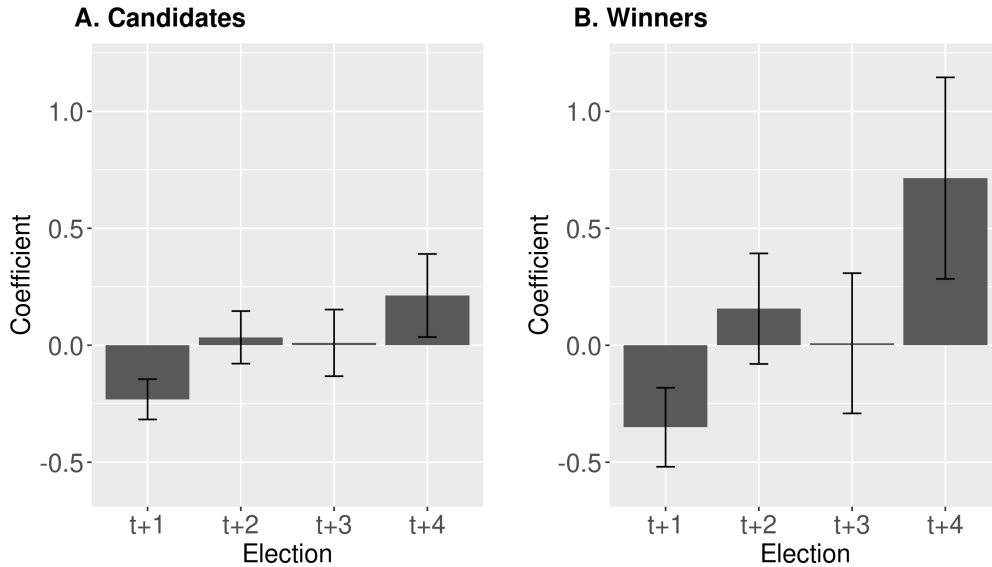 A. Candidates
1.0
0.5
0.0
-0.5
Coefficient
t+1 t+2 t+3 t+4
Election
B. Winners
1.0
0.5
0.0
-0.5
Coefficient
t+1 t+2 t+3 t+4
Election